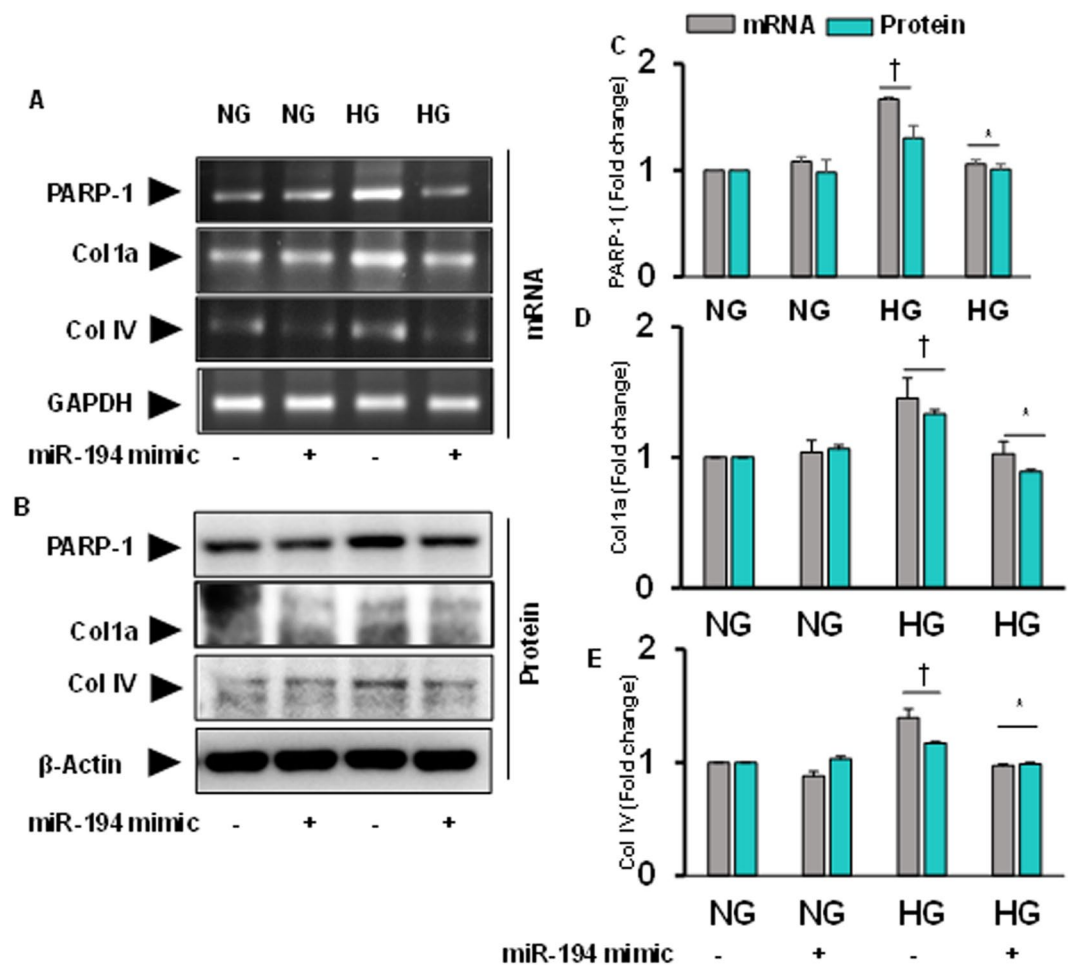 A
NG NG HG HG
PARP-1
Col1a
Col IV
GAPDH
miR-194 mimic - + - +
mRNA
B
PARP-1
Col1a
Col IV
β-Actin
miR-194 mimic - + - +
Protein
mRNA Protein
C
PARP-1 (Fold change)
2
†
*
1
0
NG NG HG HG
D
Col 1a (Fold change)
2
†
*
1
0
NG NG HG HG
E
Col IV (Fold change)
2
†
*
1
0
NG NG HG HG
miR-194 mimic - + - +